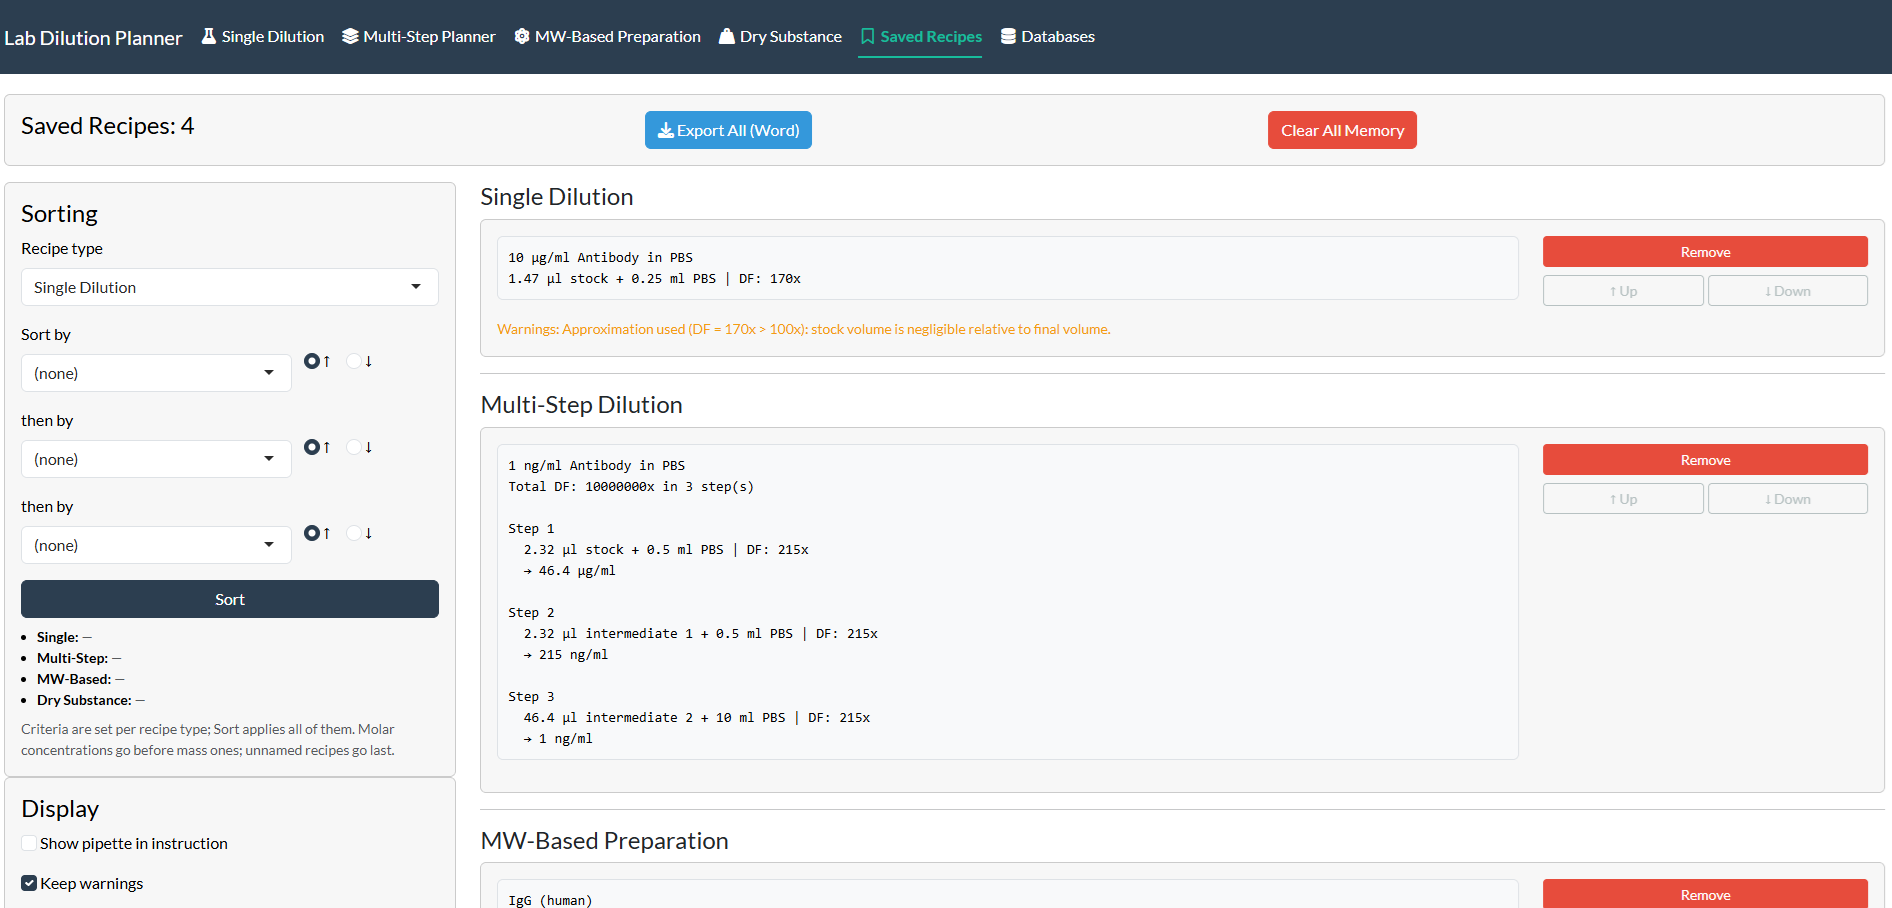 Lab Dilution Planner Single Dilution Multi-Step Planner MW-Based Preparation Dry Substance Saved Recipes Databases
Saved Recipes: 4
Export All (Word)
Clear All Memory
Sorting
Recipe type
Single Dilution
Sort by
(none) ↑ ↓
then by
(none) ↑ ↓
then by
(none) ↑ ↓
Sort
• Single: —
• Multi-Step: —
• MW-Based: —
• Dry Substance: —
Criteria are set per recipe type; Sort applies all of them. Molar
concentrations go before mass ones; unnamed recipes go last.
Display
Show pipette in instruction
Keep warnings
Single Dilution
10 µg/ml Antibody in PBS
1.47 µl stock + 0.25 ml PBS | DF: 170x
Warnings: Approximation used (DF = 170x > 100x): stock volume is negligible relative to final volume.
Remove
↑ Up ↓ Down
Multi-Step Dilution
1 ng/ml Antibody in PBS
Total DF: 10000000x in 3 step(s)
Step 1
2.32 µl stock + 0.5 ml PBS | DF: 215x
→ 46.4 µg/ml
Step 2
2.32 µl intermediate 1 + 0.5 ml PBS | DF: 215x
→ 215 ng/ml
Step 3
46.4 µl intermediate 2 + 10 ml PBS | DF: 215x
→ 1 ng/ml
Remove
↑ Up ↓ Down
MW-Based Preparation
IgG (human)
Remove